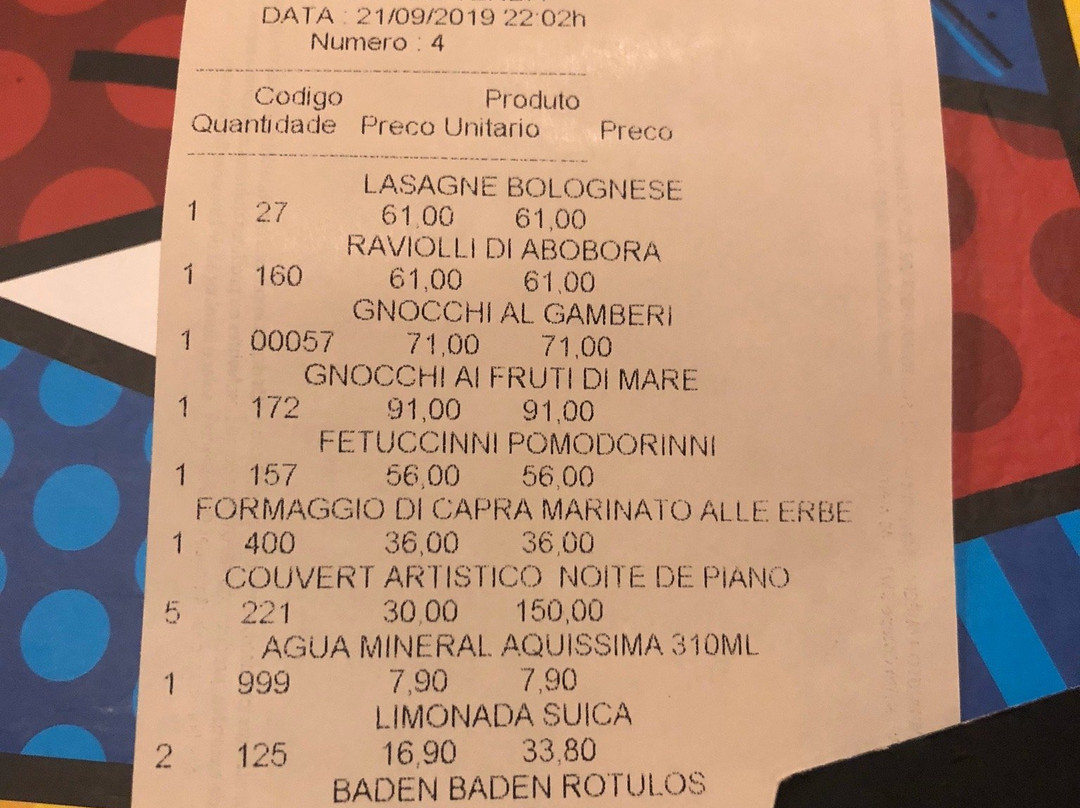 DATA : 21/09/2019 22:02h
Numero : 4
Codigo Produto
Quantidade Preco Unitario Preco
LASAGNE BOLOGNESE
1 27 61,00 61,00
RAVIOLLI DI ABOBORA
1 160 61,00 61,00
GNOCCHI AL GAMBERI
1 00057 71,00 71,00
GNOCCHI AI FRUTI DI MARE
1 172 91,00 91,00
FETUCCINNI POMODORINNI
1 157 56,00 56,00
FORMAGGIO DI CAPRA MARINATO ALLE ERBE
1 400 36,00 36,00
COUVERT ARTISTICO NOITE DE PIANO
5 221 30,00 150,00
AGUA MINERAL AQUISSIMA 310ML
1 999 7,90 7,90
LIMONADA SUICA
2 125 16,90 33,80
BADEN BADEN ROTULOS